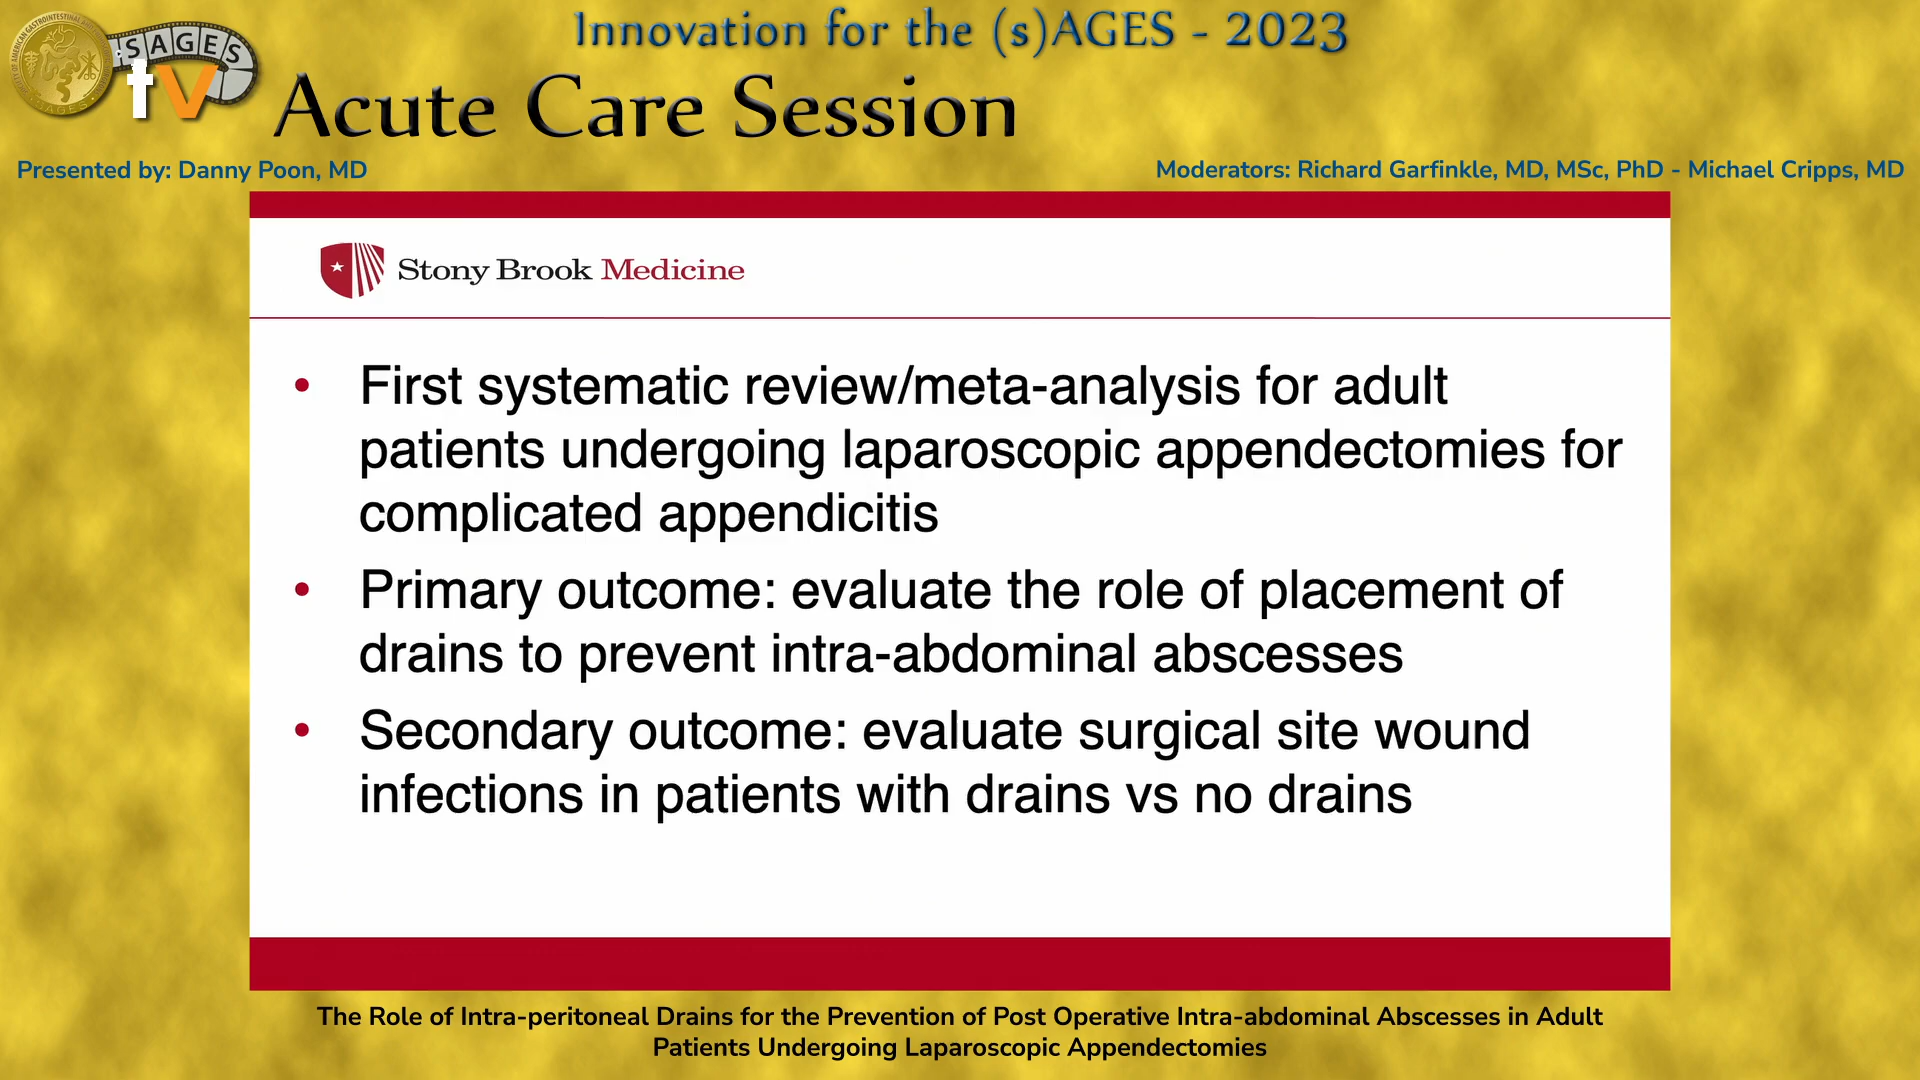 Innovation for the (s)AGES - 2023
SAGES
tv
Acute Care Session
Presented by: Danny Poon, MD
Moderators: Richard Garfinkle, MD, MSc, PhD - Michael Cripps, MD
Stony Brook Medicine
• First systematic review/meta-analysis for adult
patients undergoing laparoscopic appendectomies for
complicated appendicitis
• Primary outcome: evaluate the role of placement of
drains to prevent intra-abdominal abscesses
• Secondary outcome: evaluate surgical site wound
infections in patients with drains vs no drains
The Role of Intra-peritoneal Drains for the Prevention of Post Operative Intra-abdominal Abscesses in Adult
Patients Undergoing Laparoscopic Appendectomies